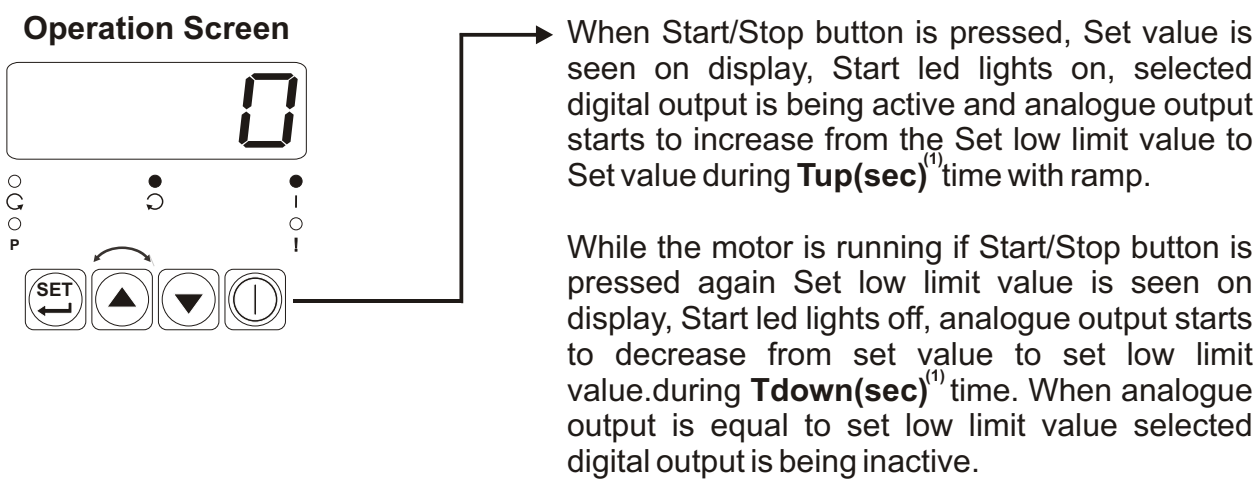 Operation Screen
0
P
!
SET
When Start/Stop button is pressed, Set value is
seen on display, Start led lights on, selected
digital output is being active and analogue output
starts to increase from the Set low limit value to
Set value during Tup(sec)(1)time with ramp.
While the motor is running if Start/Stop button is
pressed again Set low limit value is seen on
display, Start led lights off, analogue output starts
to decrease from set value to set low limit
value.during Tdown(sec)(1) time. When analogue
output is equal to set low limit value selected
digital output is being inactive.